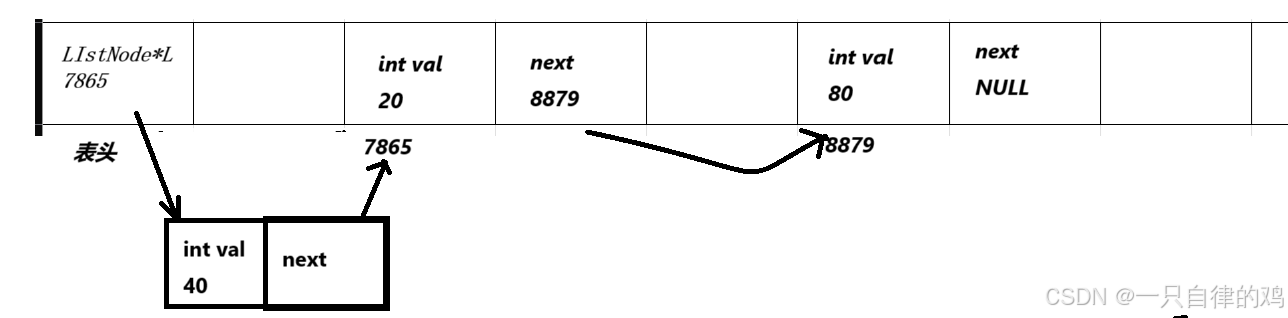 LIstNode*L
7865
int val
20
next
8879
int val
80
next
NULL
表头
7865
8879
int val
40
next
CSDN @一只自律的鸡